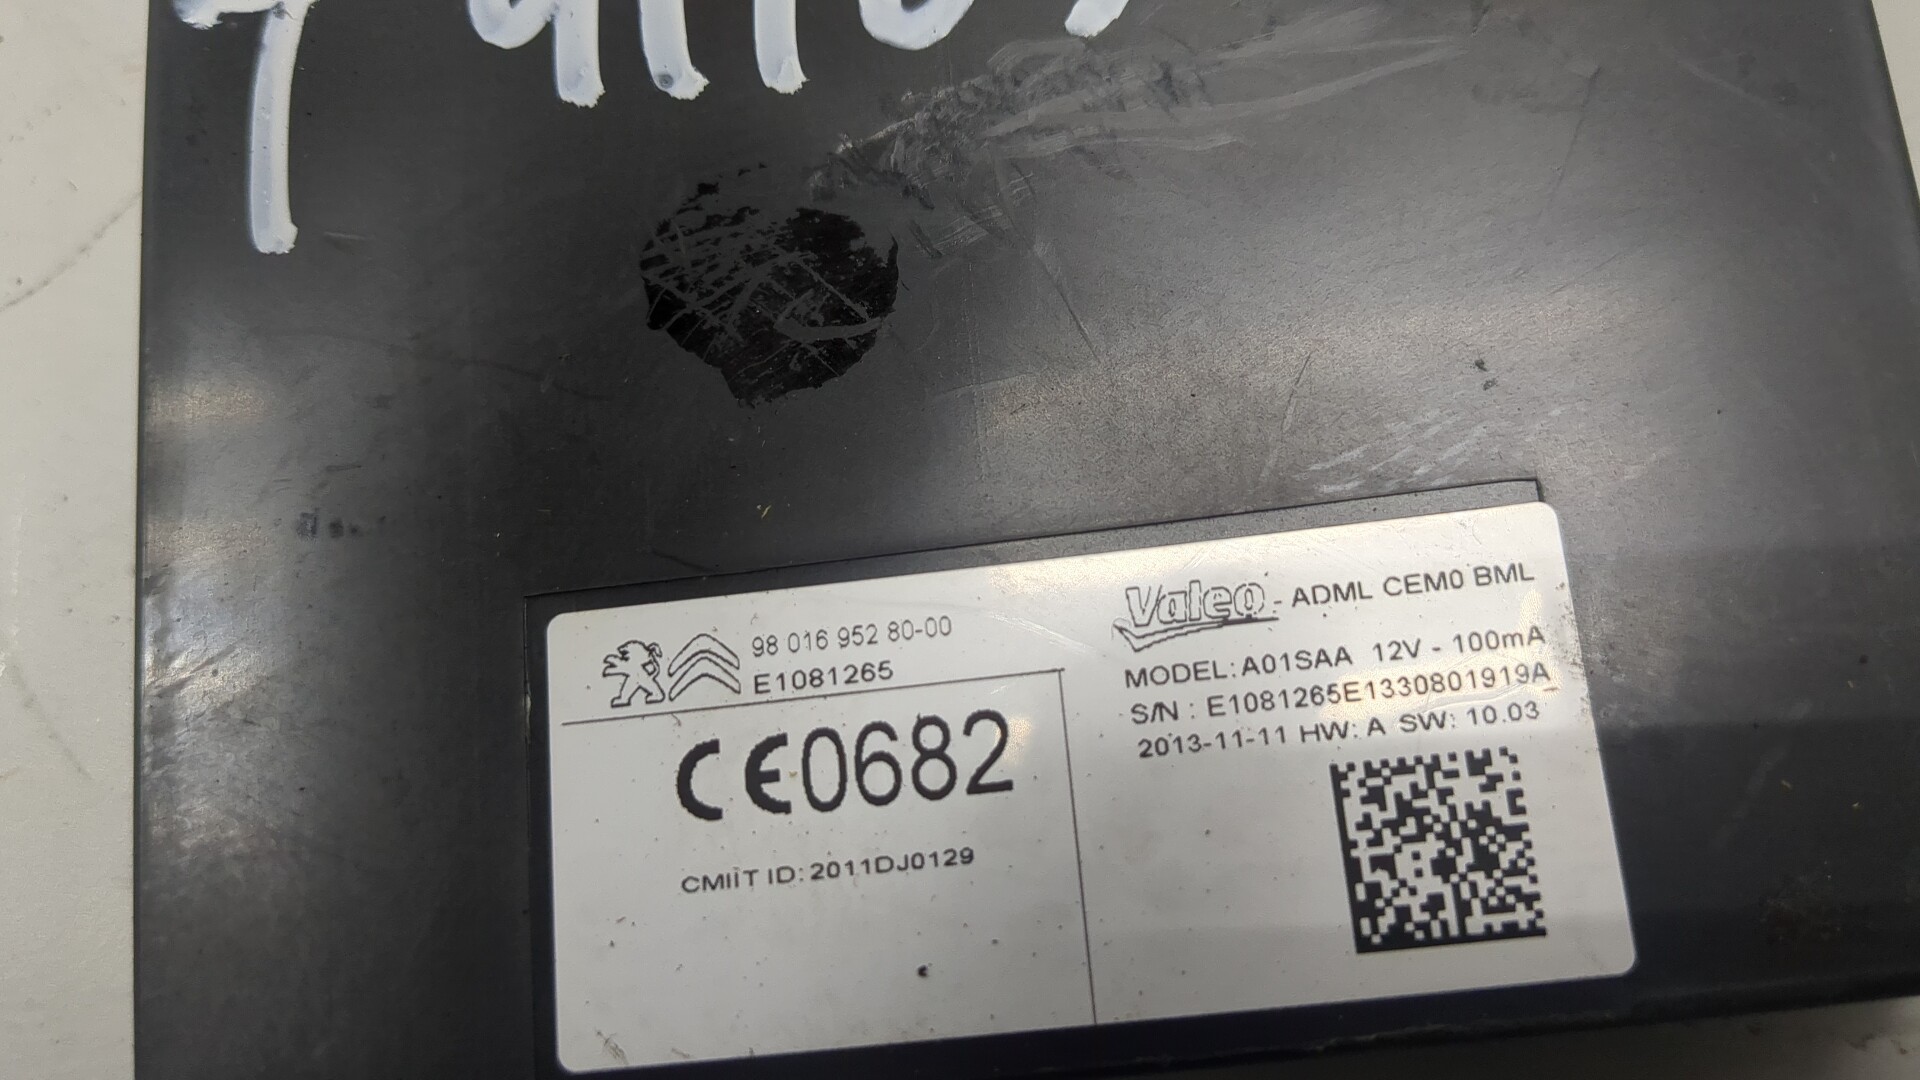 98 016 952 80-00
E1081265
CE0682
CMIIT ID: 2011DJ0129
Valeo - ADML CEM0 BML
MODEL: A01SAA 12V - 100mA
S/N : E1081265E1330801919A
2013-11-11 HW: A SW: 10.03